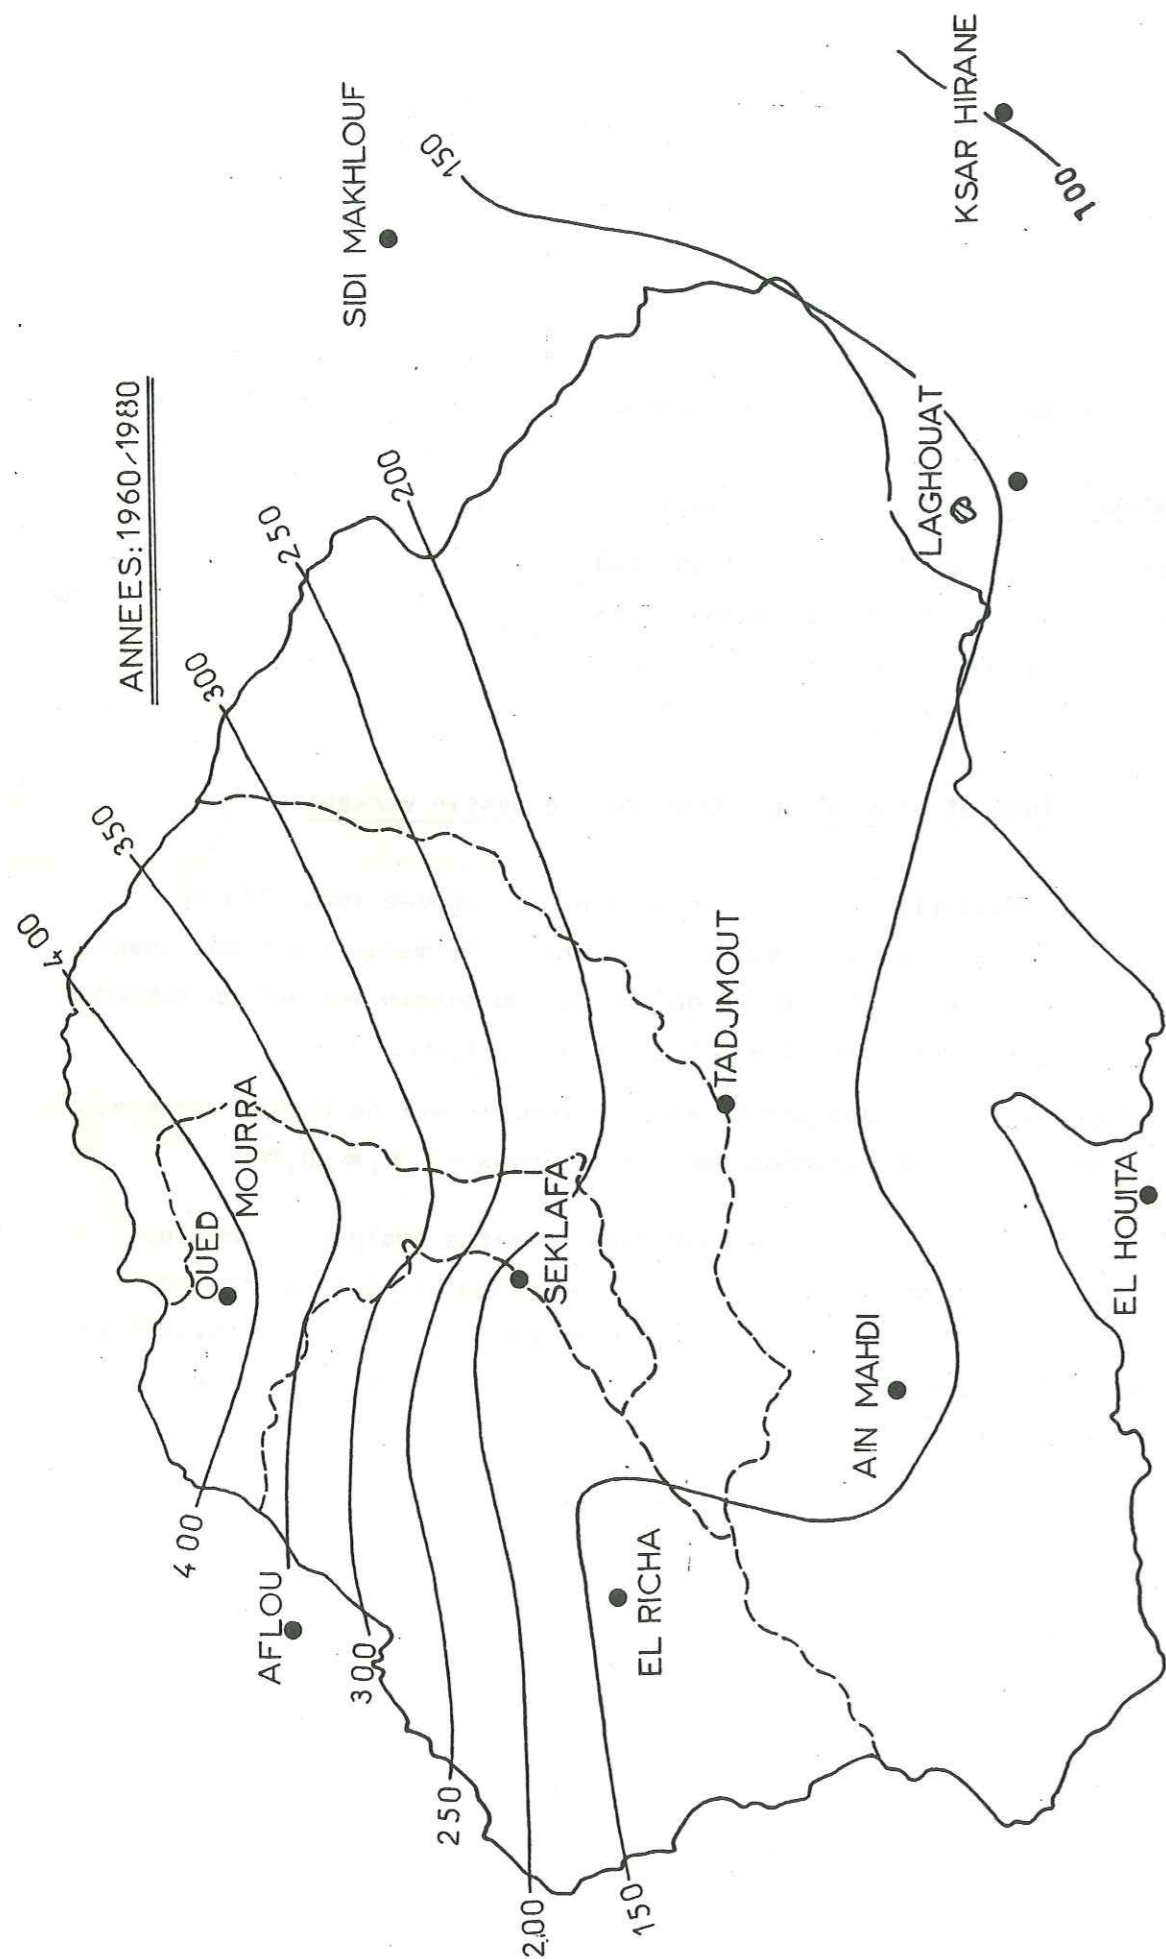 ANNEES: 1960/1980
400
350
300
250
200
150
SIDI MAKHLOUF
OUED
MOURRA
400
AFLOU
300
250
200
150
SEKLAFA
TADJMOUT
EL RICHA
AIN MAHDI
LAGHOUAT
KSAR HIRANE
100
EL HOUITA